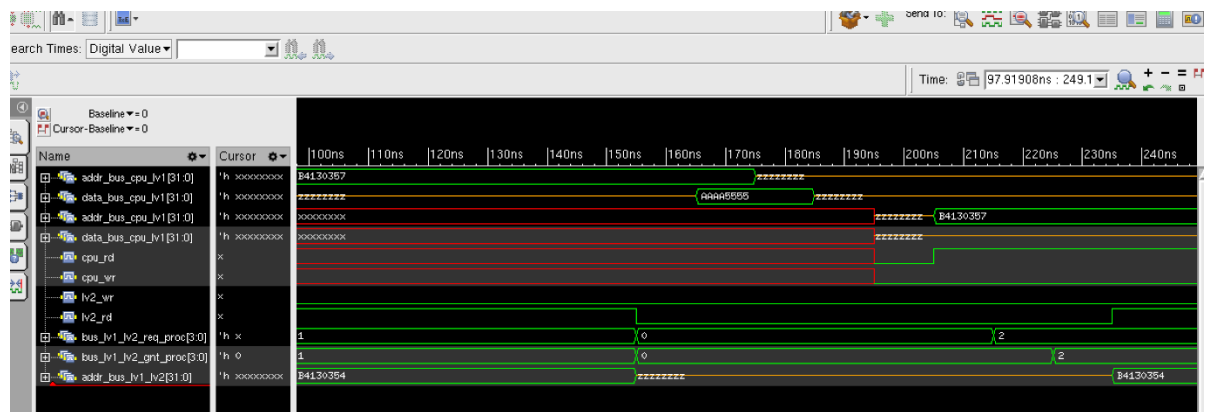 Send To:
earch Times: Digital Value
Time: 97.91908ns : 249.1
Baseline ▼= 0
Cursor-Baseline ▼= 0
Name Cursor 100ns 110ns 120ns 130ns 140ns 150ns 160ns 170ns 180ns 190ns 200ns 210ns 220ns 230ns 240ns
addr_bus_cpu_lv1[31:0] 'h xxxxxxxx B4130357 zzzzzzzz
data_bus_cpu_lv1[31:0] 'h xxxxxxxx zzzzzzzz AAAA5555 zzzzzzzz
addr_bus_cpu_lv1[31:0] 'h xxxxxxxx xxxxxxxx zzzzzzzz B4130357
data_bus_cpu_lv1[31:0] 'h xxxxxxxx xxxxxxxx zzzzzzzz
cpu_rd x
cpu_wr x
lv2_wr x
lv2_rd x
bus_lv1_lv2_req_proc[3:0] 'h x 1 0 2
bus_lv1_lv2_gnt_proc[3:0] 'h 0 1 0 2
addr_bus_lv1_lv2[31:0] 'h xxxxxxxx B4130354 zzzzzzzz B4130354